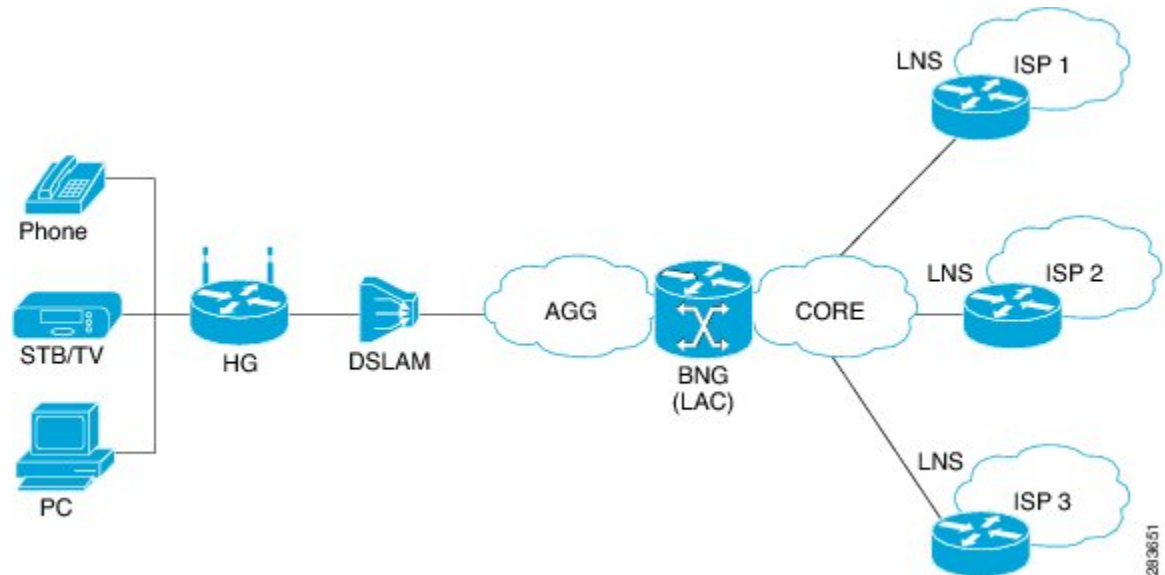 LNS
ISP 1
Phone
LNS
ISP 2
STB/TV
HG
DSLAM
AGG
BNG
(LAC)
CORE
PC
LNS
ISP 3
283651